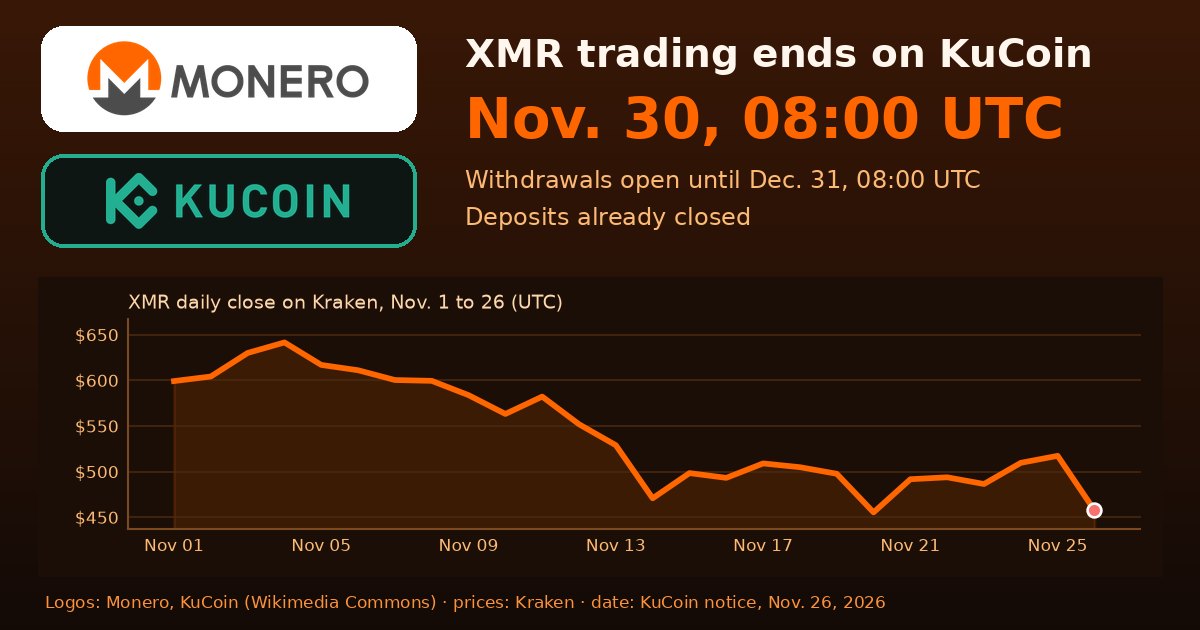 MONERO
KUCOIN
XMR trading ends on KuCoin
Nov. 30, 08:00 UTC
Withdrawals open until Dec. 31, 08:00 UTC
Deposits already closed
XMR daily close on Kraken, Nov. 1 to 26 (UTC)
$650
$600
$550
$500
$450
Nov 01 Nov 05 Nov 09 Nov 13 Nov 17 Nov 21 Nov 25
Logos: Monero, KuCoin (Wikimedia Commons) · prices: Kraken · date: KuCoin notice, Nov. 26, 2026